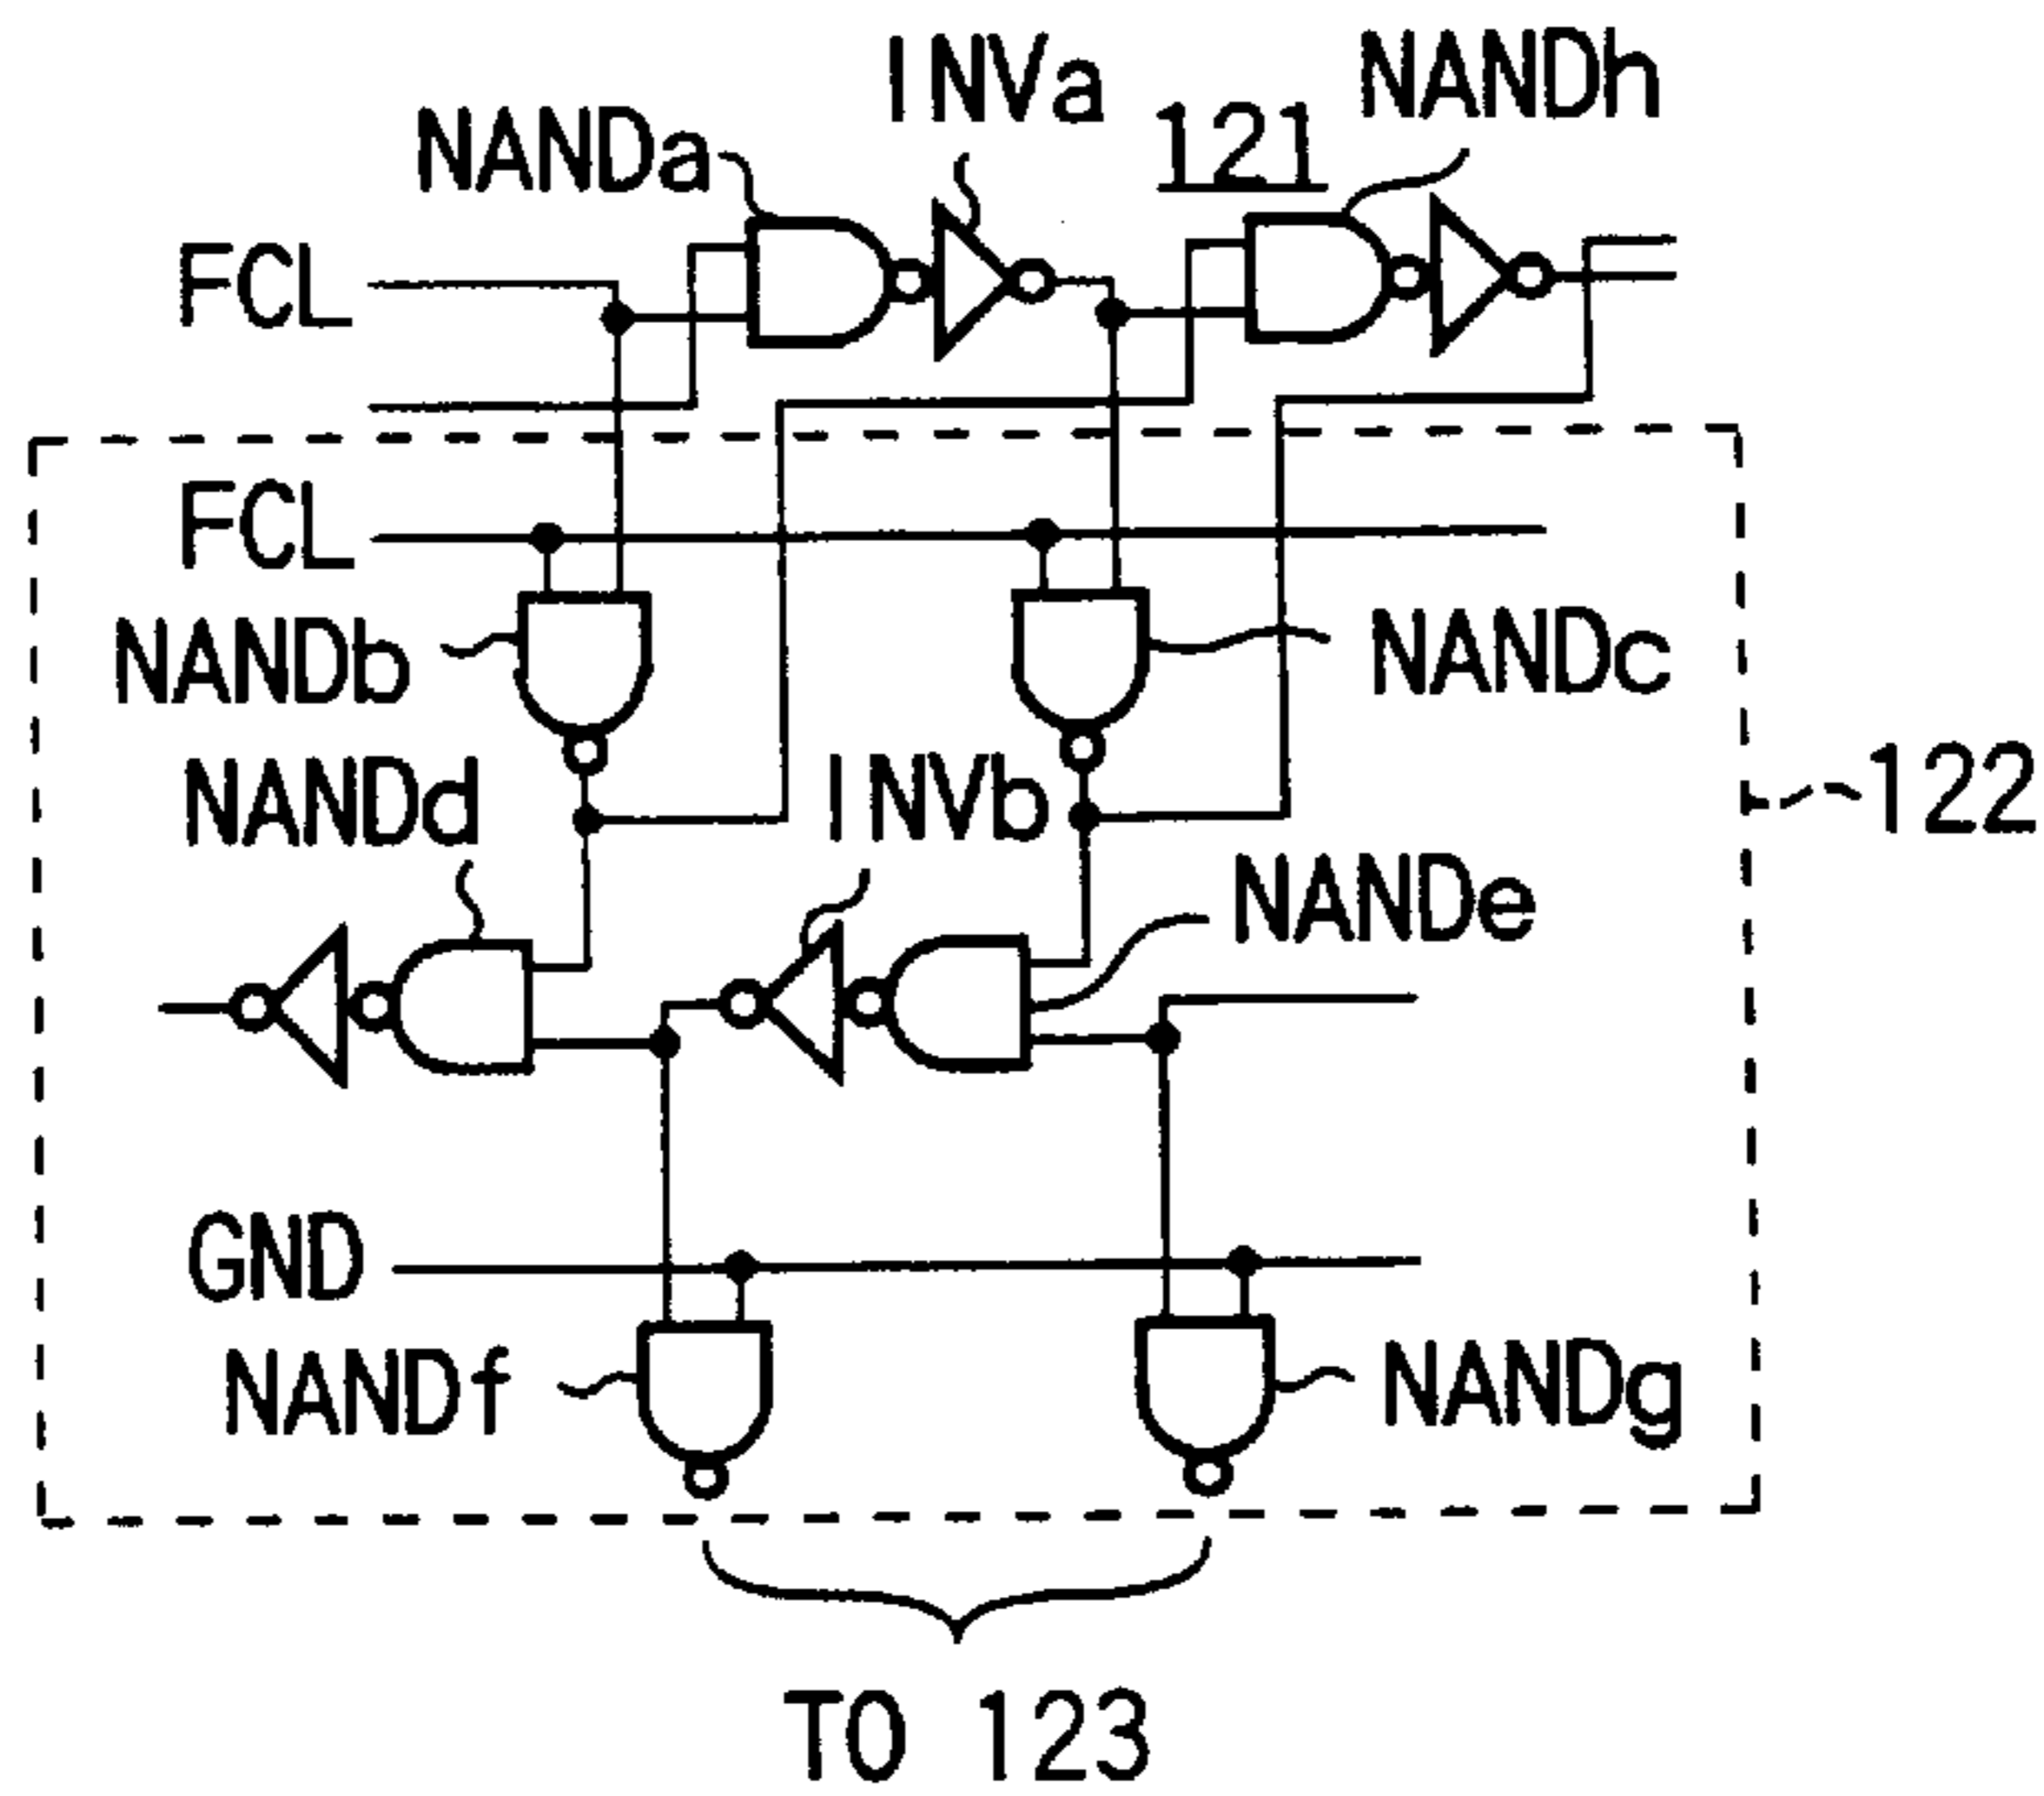 INVa
NANDh
NANDa
121
FCL
FCL
NANDb
NANDc
NANDd
INVb
122
NANDe
GND
NANDf
NANDg
TO 123